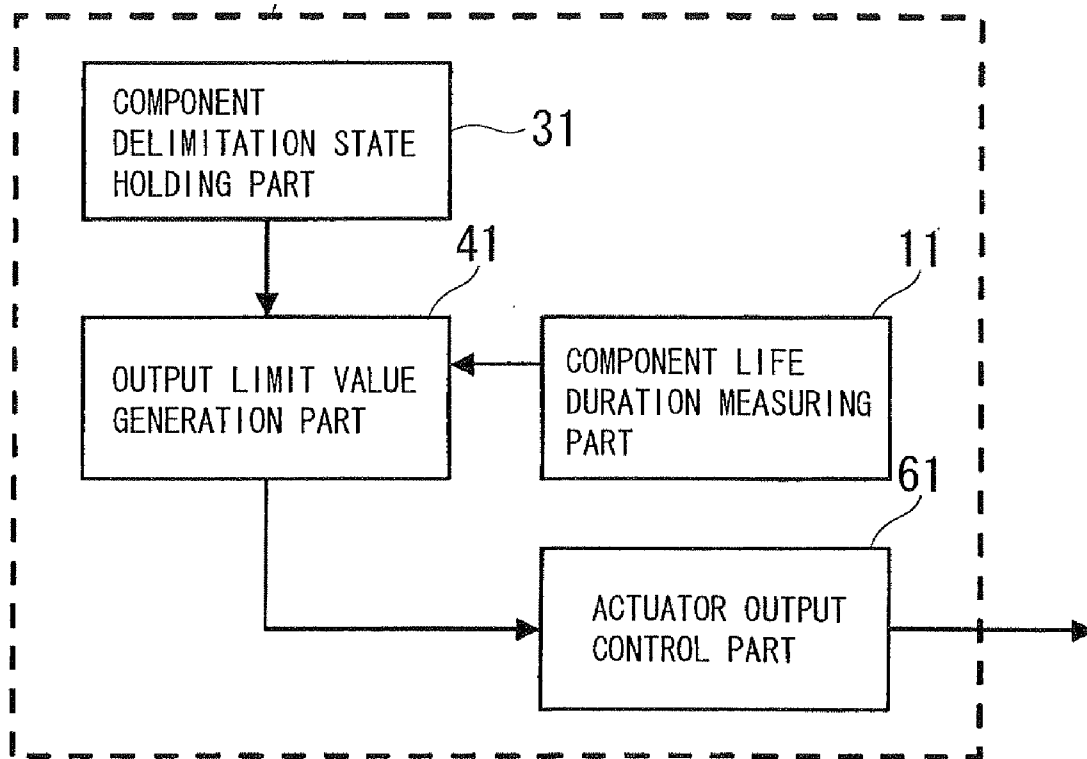 COMPONENT
DELIMITATION STATE
HOLDING PART
31
41
11
OUTPUT LIMIT VALUE
GENERATION PART
COMPONENT LIFE
DURATION MEASURING
PART
61
ACTUATOR OUTPUT
CONTROL PART